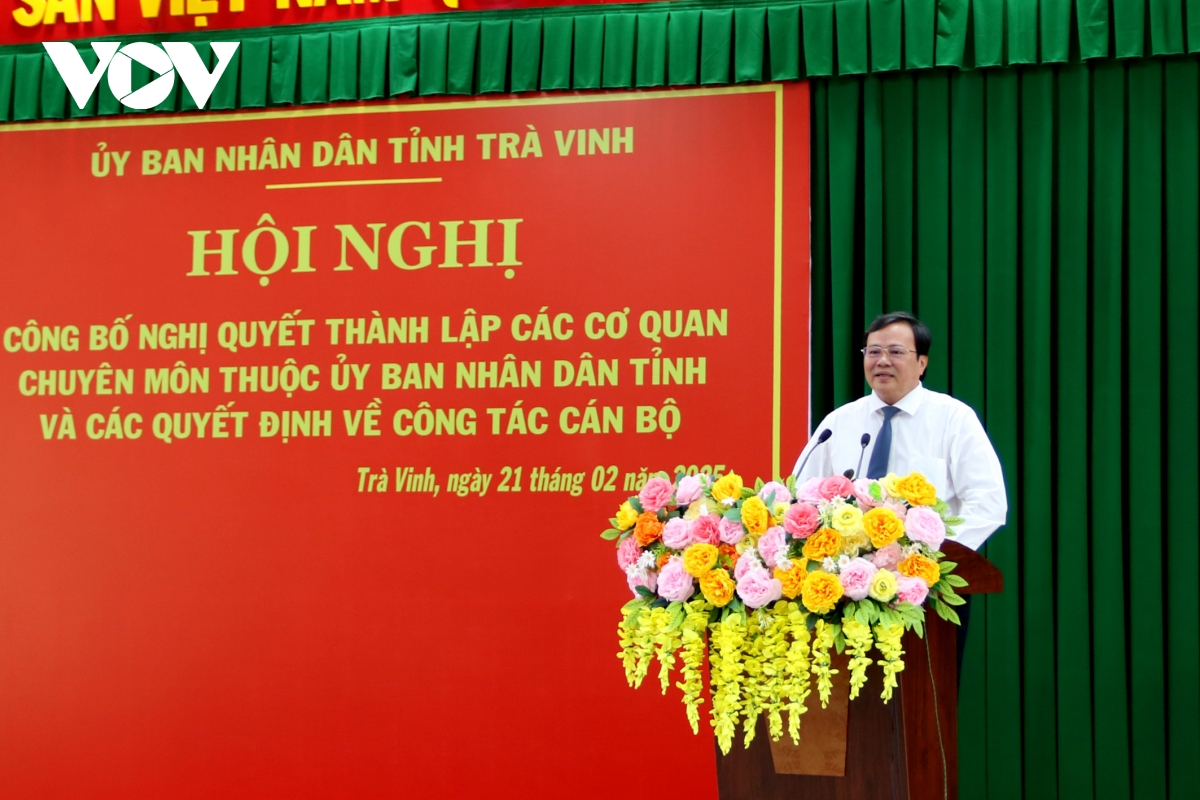 SẢN VIỆT NAM
VOV
ỦY BAN NHÂN DÂN TỈNH TRÀ VINH
HỘI NGHỊ
CÔNG BỐ NGHỊ QUYẾT THÀNH LẬP CÁC CƠ QUAN
CHUYÊN MÔN THUỘC ỦY BAN NHÂN DÂN TỈNH
VÀ CÁC QUYẾT ĐỊNH VỀ CÔNG TÁC CÁN BỘ
Trà Vinh, ngày 21 tháng 02 năm 2025